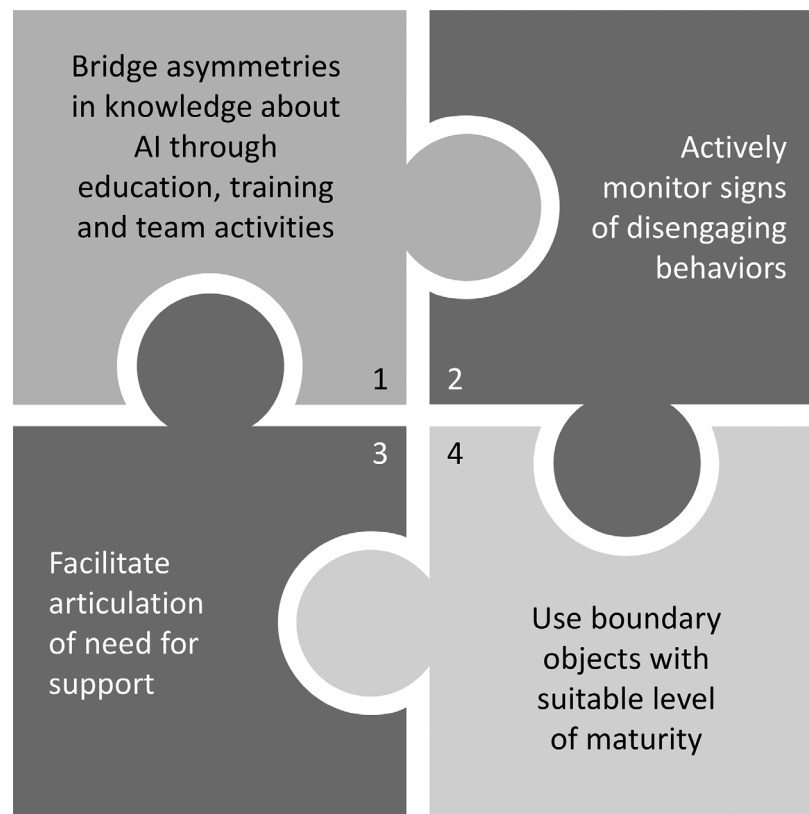 Bridge asymmetries
in knowledge about
AI through
education, training
and team activities
1
Actively
monitor signs
of disengaging
behaviors
2
3
Facilitate
articulation
of need for
support
4
Use boundary
objects with
suitable level
of maturity